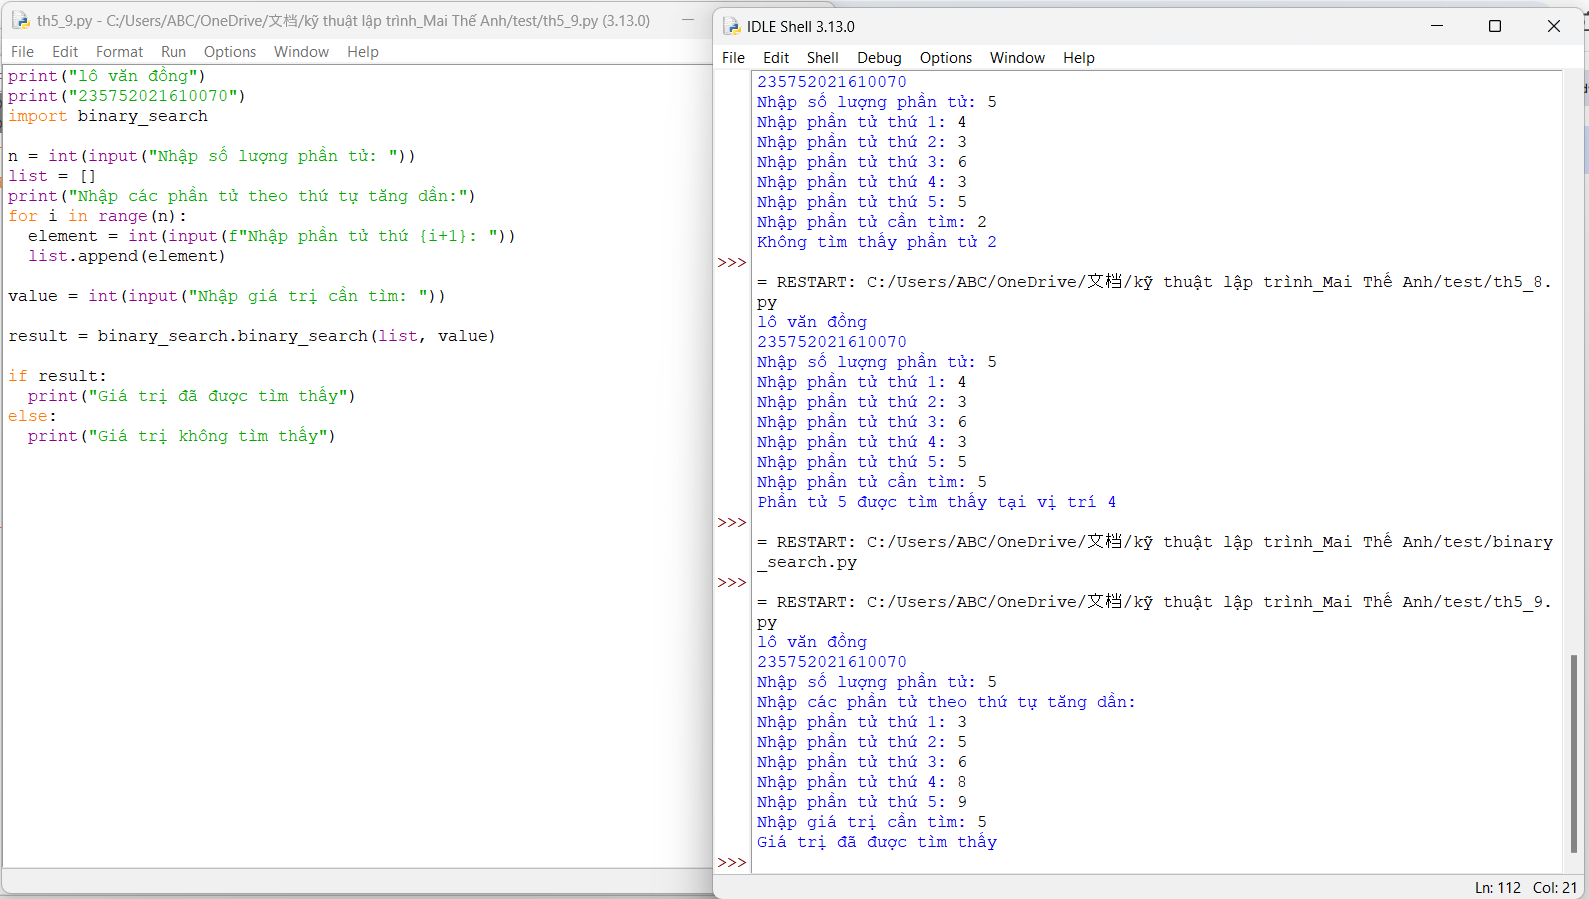 th5_9.py - C:/Users/ABC/OneDrive/文档/kỹ thuật lập trình_Mai Thế Anh/test/th5_9.py (3.13.0)
File Edit Format Run Options Window Help
print("lô văn đồng")
print("235752021610070")
import binary_search
n = int(input("Nhập số lượng phần tử: "))
list = []
print("Nhập các phần tử theo thứ tự tăng dần:")
for i in range(n):
  element = int(input(f"Nhập phần tử thứ {i+1}: "))
  list.append(element)
value = int(input("Nhập giá trị cần tìm: "))
result = binary_search.binary_search(list, value)
if result:
  print("Giá trị đã được tìm thấy")
else:
  print("Giá trị không tìm thấy")
IDLE Shell 3.13.0
File Edit Shell Debug Options Window Help
235752021610070
Nhập số lượng phần tử: 5
Nhập phần tử thứ 1: 4
Nhập phần tử thứ 2: 3
Nhập phần tử thứ 3: 6
Nhập phần tử thứ 4: 3
Nhập phần tử thứ 5: 5
Nhập phần tử cần tìm: 2
Không tìm thấy phần tử 2
>>>
= RESTART: C:/Users/ABC/OneDrive/文档/kỹ thuật lập trình_Mai Thế Anh/test/th5_8.
py
lô văn đồng
235752021610070
Nhập số lượng phần tử: 5
Nhập phần tử thứ 1: 4
Nhập phần tử thứ 2: 3
Nhập phần tử thứ 3: 6
Nhập phần tử thứ 4: 3
Nhập phần tử thứ 5: 5
Nhập phần tử cần tìm: 5
Phần tử 5 được tìm thấy tại vị trí 4
>>>
= RESTART: C:/Users/ABC/OneDrive/文档/kỹ thuật lập trình_Mai Thế Anh/test/binary
_search.py
>>>
= RESTART: C:/Users/ABC/OneDrive/文档/kỹ thuật lập trình_Mai Thế Anh/test/th5_9.
py
lô văn đồng
235752021610070
Nhập số lượng phần tử: 5
Nhập các phần tử theo thứ tự tăng dần:
Nhập phần tử thứ 1: 3
Nhập phần tử thứ 2: 5
Nhập phần tử thứ 3: 6
Nhập phần tử thứ 4: 8
Nhập phần tử thứ 5: 9
Nhập giá trị cần tìm: 5
Giá trị đã được tìm thấy
>>>
Ln: 112 Col: 21